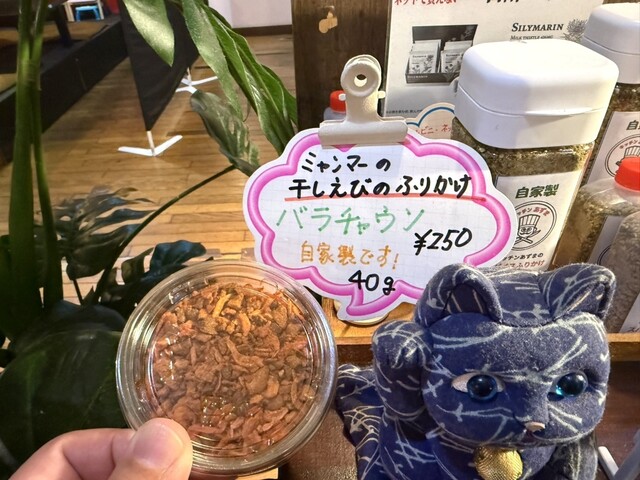 SILYMARIN
ミャンマーの
干しえびのふりかけ
バラチャウン
¥250
自家製です!
40g
自家製